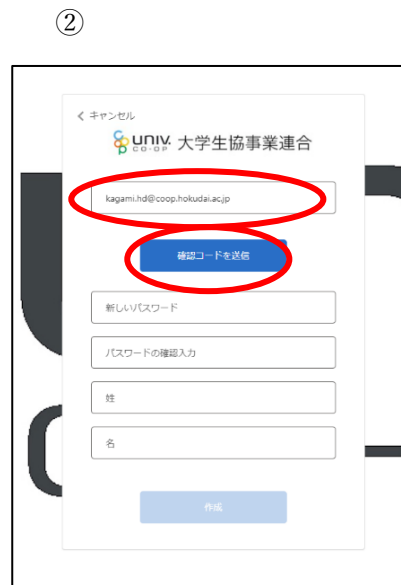 ②
キャンセル
univ. CO-OP 大学生協事業連合
kagami.hd@coop.hokudai.ac.jp
確認コードを送信
新しいパスワード
パスワードの確認入力
姓
名
作成